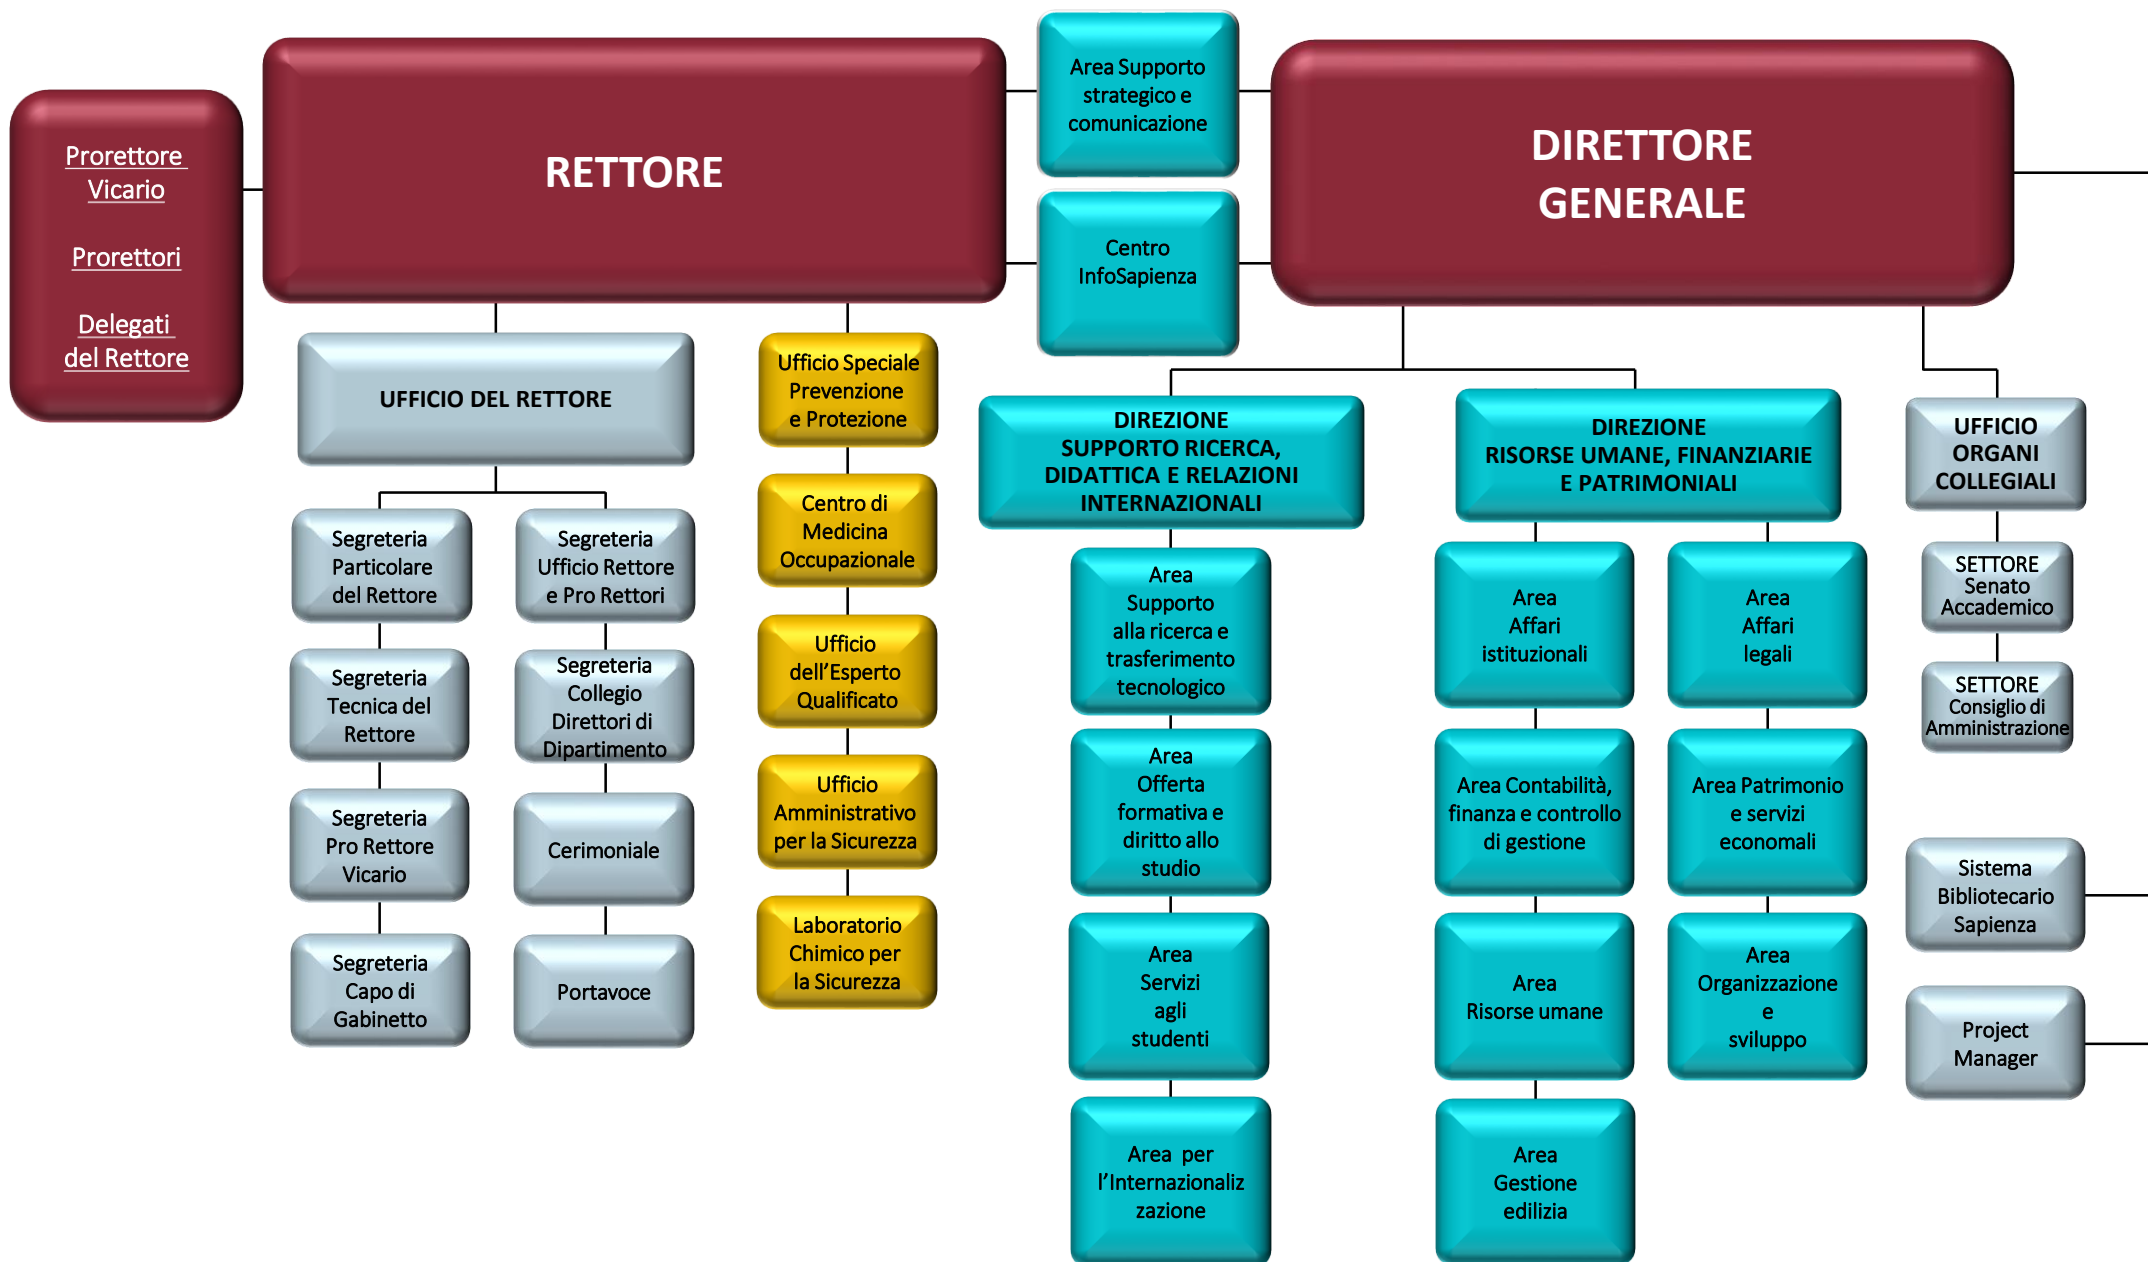 Prorettore
Vicario
Prorettori
Delegati
del Rettore
RETTORE
Area Supporto
strategico e
comunicazione
Centro
InfoSapienza
DIRETTORE
GENERALE
UFFICIO DEL RETTORE
Segreteria
Particolare
del Rettore
Segreteria
Tecnica del
Rettore
Segreteria
Pro Rettore
Vicario
Segreteria
Capo di
Gabinetto
Segreteria
Ufficio Rettore
e Pro Rettori
Segreteria
Collegio
Direttori di
Dipartimento
Cerimoniale
Portavoce
Ufficio Speciale
Prevenzione
e Protezione
Centro di
Medicina
Occupazionale
Ufficio
dell’Esperto
Qualificato
Ufficio
Amministrativo
per la Sicurezza
Laboratorio
Chimico per
la Sicurezza
DIREZIONE
SUPPORTO RICERCA,
DIDATTICA E RELAZIONI
INTERNAZIONALI
Area
Supporto
alla ricerca e
trasferimento
tecnologico
Area
Offerta
formativa e
diritto allo
studio
Area
Servizi
agli
studenti
Area per
l’Internazionaliz
zazione
DIREZIONE
RISORSE UMANE, FINANZIARIE
E PATRIMONIALI
Area
Affari
istituzionali
Area Contabilità,
finanza e controllo
di gestione
Area
Risorse umane
Area
Gestione
edilizia
Area
Affari
legali
Area Patrimonio
e servizi
economali
Area
Organizzazione
e
sviluppo
UFFICIO
ORGANI
COLLEGIALI
SETTORE
Senato
Accademico
SETTORE
Consiglio di
Amministrazione
Sistema
Bibliotecario
Sapienza
Project
Manager